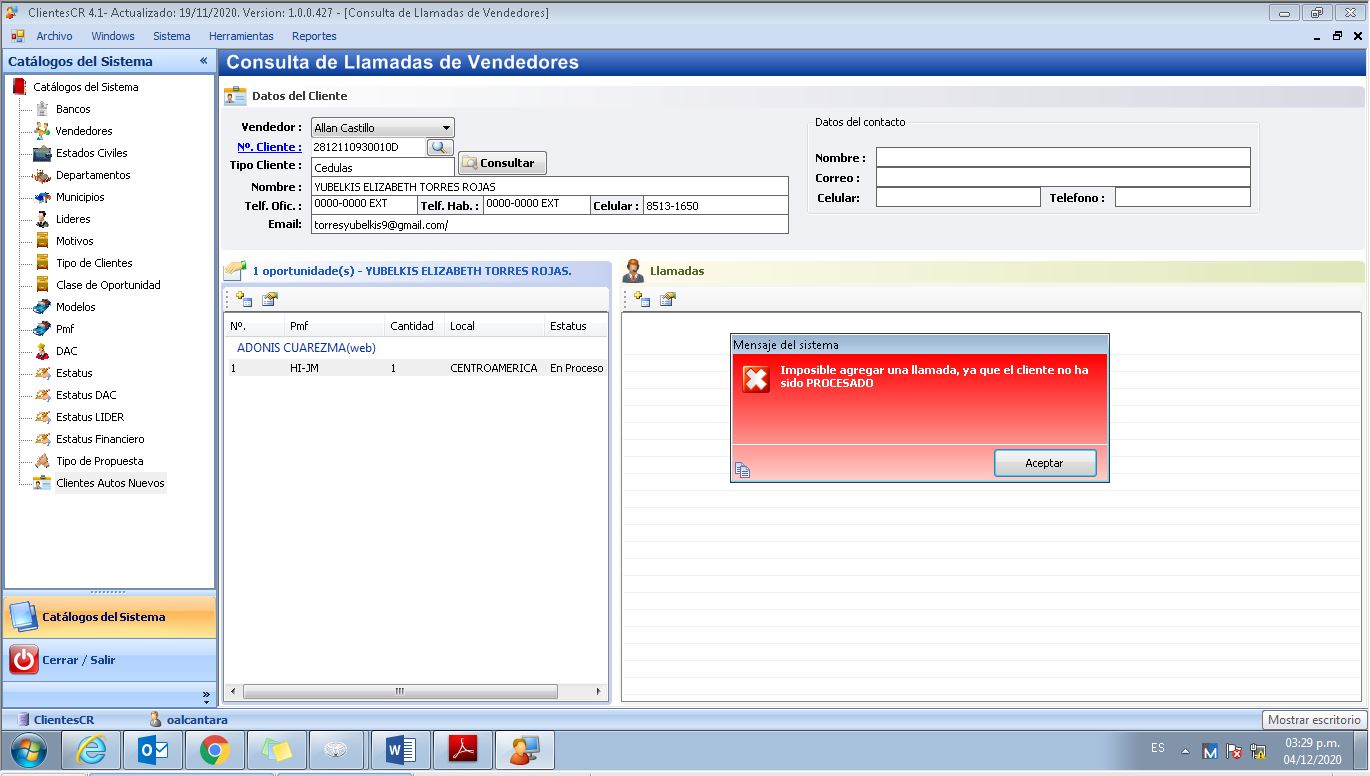 ClientesCR 4.1- Actualizado: 19/11/2020. Version: 1.0.0.427 - [Consulta de Llamadas de Vendedores]
Archivo Windows Sistema Herramientas Reportes
Catálogos del Sistema «
Catálogos del Sistema
Bancos
Vendedores
Estados Civiles
Departamentos
Municipios
Lideres
Motivos
Tipo de Clientes
Clase de Oportunidad
Modelos
Pmf
DAC
Estatus
Estatus DAC
Estatus LIDER
Estatus Financiero
Tipo de Propuesta
Clientes Autos Nuevos
Catálogos del Sistema
Cerrar / Salir
»
Consulta de Llamadas de Vendedores
Datos del Cliente
Vendedor : Allan Castillo
Nº. Cliente : 2812110930010D
Tipo Cliente : Cedulas Consultar
Nombre : YUBELKIS ELIZABETH TORRES ROJAS
Telf. Ofic. : 0000-0000 EXT Telf. Hab. : 0000-0000 EXT Celular : 8513-1650
Email: torresyubelkis9@gmail.com/
Datos del contacto
Nombre :
Correo :
Celular: Telefono :
1 oportunidade(s) - YUBELKIS ELIZABETH TORRES ROJAS.
Nº. Pmf Cantidad Local Estatus
ADONIS CUAREZMA(web)
1 HI-JM 1 CENTROAMERICA En Proceso
Llamadas
Mensaje del sistema
Imposible agregar una llamada, ya que el cliente no ha
sido PROCESADO
Aceptar
ClientesCR oalcantara
Mostrar escritorio
ES
03:29 p.m.
04/12/2020